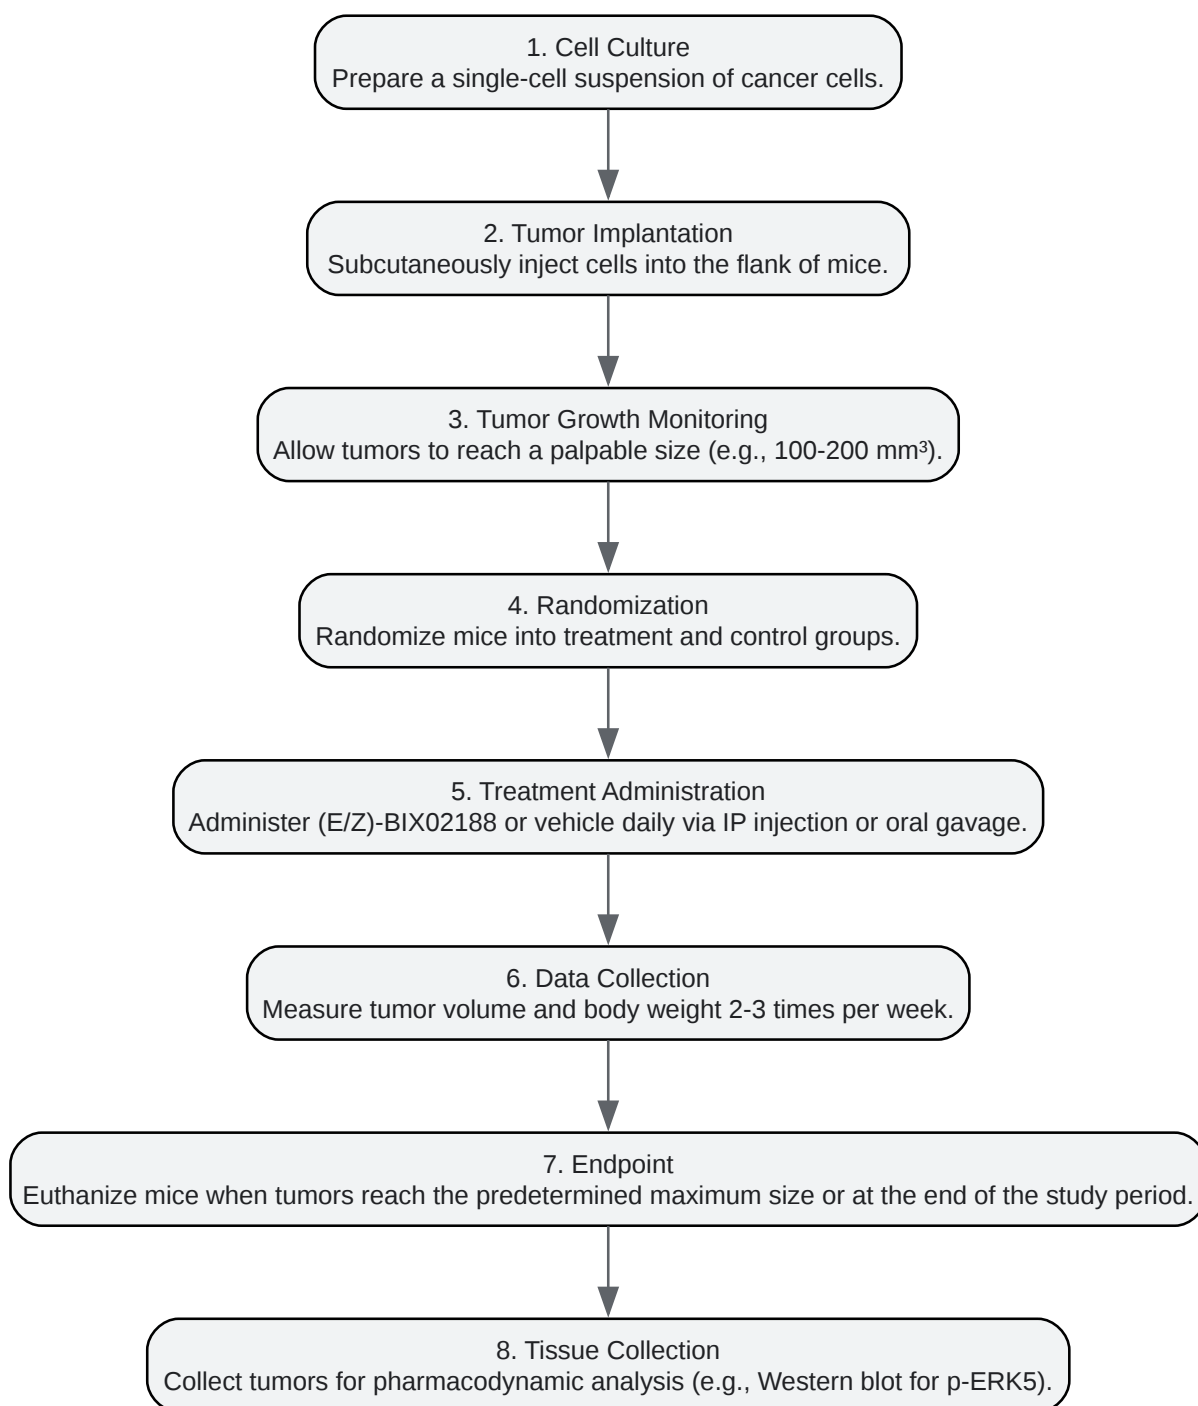 1. Cell Culture
Prepare a single-cell suspension of cancer cells.
2. Tumor Implantation
Subcutaneously inject cells into the flank of mice.
3. Tumor Growth Monitoring
Allow tumors to reach a palpable size (e.g., 100-200 mm³).
4. Randomization
Randomize mice into treatment and control groups.
5. Treatment Administration
Administer (E/Z)-BIX02188 or vehicle daily via IP injection or oral gavage.
6. Data Collection
Measure tumor volume and body weight 2-3 times per week.
7. Endpoint
Euthanize mice when tumors reach the predetermined maximum size or at the end of the study period.
8. Tissue Collection
Collect tumors for pharmacodynamic analysis (e.g., Western blot for p-ERK5).